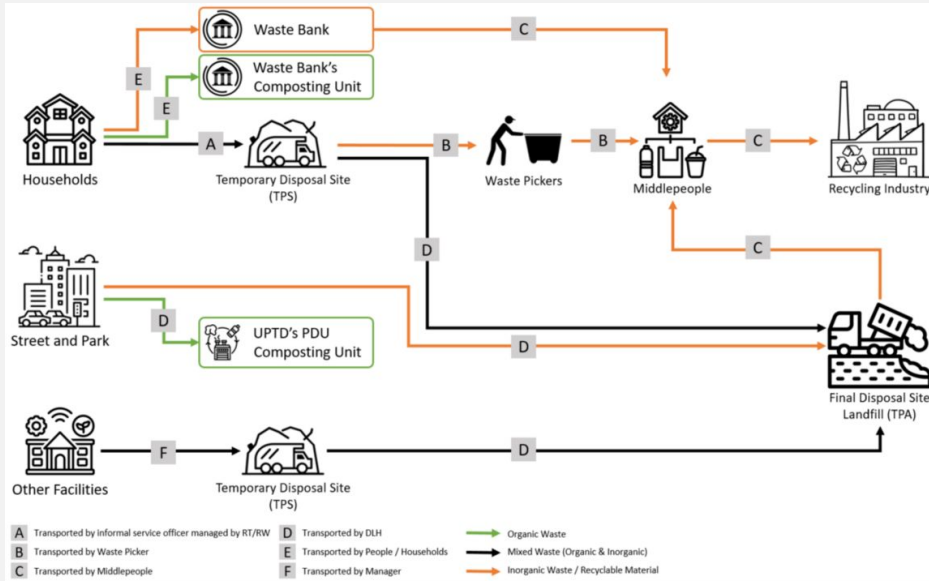 Waste Bank
C
E
Waste Bank's
Composting Unit
E
A
B
B
C
Households
Temporary Disposal Site
(TPS)
Waste Pickers
Middlepeople
Recycling Industry
D
C
Street and Park
D
UPTD's PDU
Composting Unit
D
Final Disposal Site
Landfill (TPA)
F
D
Other Facilities
Temporary Disposal Site
(TPS)
A Transported by Informal service officer managed by RT/RW
B Transported by Waste Picker
C Transported by Middlepeople
D Transported by DLH
E Transported by People / Households
F Transported by Manager
Organic Waste
Mixed Waste (Organic & Inorganic)
Inorganic Waste / Recyclable Material